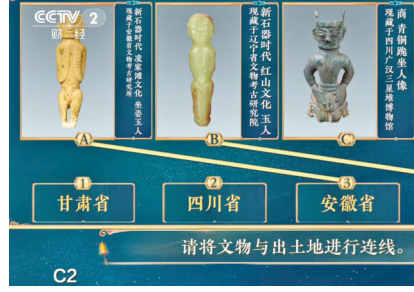 CCTV 2
财经
新石器时代 凌家滩文化 坐姿玉人
现藏于安徽省文物考古研究所
新石器时代 红山文化 玉人
现藏于辽宁省文物考古研究院
商 青铜跪坐人像
现藏于四川广汉三星堆博物馆
A
B
C
1
2
3
甘肃省
四川省
安徽省
请将文物与出土地进行连线。
C2